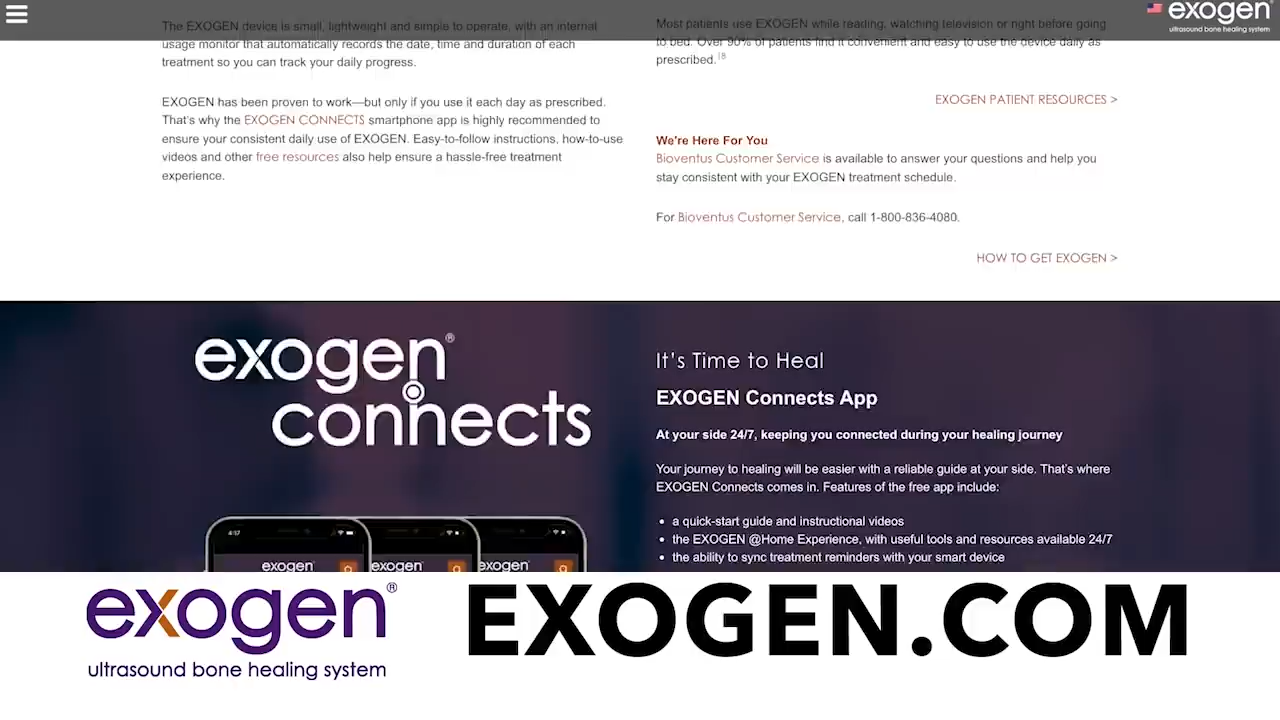 exogen®
ultrasound bone healing system
The EXOGEN device is small, lightweight and simple to operate, with an internal
usage monitor that automatically records the date, time and duration of each
treatment so you can track your daily progress.
EXOGEN has been proven to work—but only if you use it each day as prescribed.
That's why the EXOGEN CONNECTS smartphone app is highly recommended to
ensure your consistent daily use of EXOGEN. Easy-to-follow instructions, how-to-use
videos and other free resources also help ensure a hassle-free treatment
experience.
Most patients use EXOGEN while reading, watching television or right before going
to bed. Over 90% of patients find it convenient and easy to use the device daily as
prescribed.
EXOGEN PATIENT RESOURCES >
We're Here For You
Bioventus Customer Service is available to answer your questions and help you
stay consistent with your EXOGEN treatment schedule.
For Bioventus Customer Service, call 1-800-836-4080.
HOW TO GET EXOGEN >
exogen®
connects
4:17
exogen
exogen
exogen
It's Time to Heal
EXOGEN Connects App
At your side 24/7, keeping you connected during your healing journey
Your journey to healing will be easier with a reliable guide at your side. That's where
EXOGEN Connects comes in. Features of the free app include:
• a quick-start guide and instructional videos
• the EXOGEN @Home Experience, with useful tools and resources available 24/7
• the ability to sync treatment reminders with your smart device
exogen®
ultrasound bone healing system
EXOGEN.COM